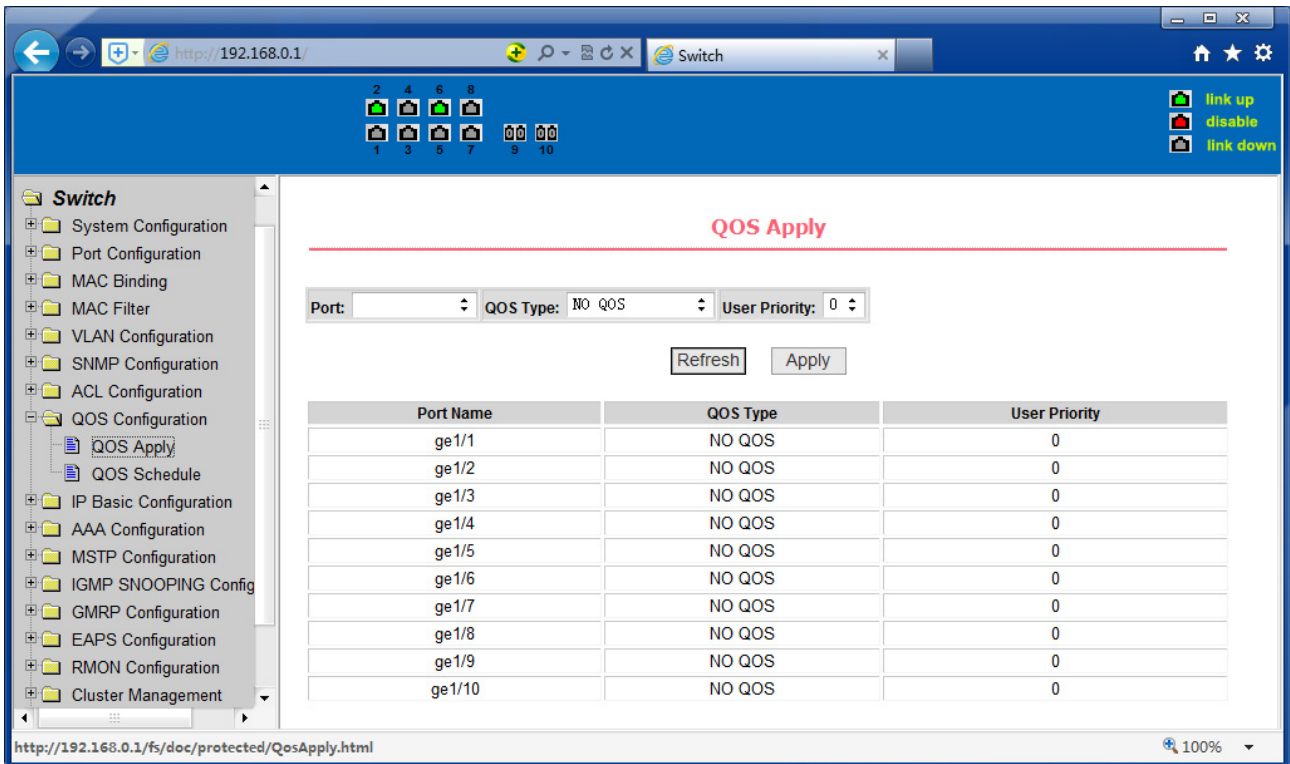 http://192.168.0.1/
Switch
2 4 6 8
1 3 5 7 9 10
link up
disable
link down
Switch
System Configuration
Port Configuration
MAC Binding
MAC Filter
VLAN Configuration
SNMP Configuration
ACL Configuration
QOS Configuration
QOS Apply
QOS Schedule
IP Basic Configuration
AAA Configuration
MSTP Configuration
IGMP SNOOPING Config
GMRP Configuration
EAPS Configuration
RMON Configuration
Cluster Management
QOS Apply
Port: QOS Type: NO QOS User Priority: 0
Refresh Apply
Port Name QOS Type User Priority
ge1/1 NO QOS 0
ge1/2 NO QOS 0
ge1/3 NO QOS 0
ge1/4 NO QOS 0
ge1/5 NO QOS 0
ge1/6 NO QOS 0
ge1/7 NO QOS 0
ge1/8 NO QOS 0
ge1/9 NO QOS 0
ge1/10 NO QOS 0
http://192.168.0.1/fs/doc/protected/QosApply.html
100%